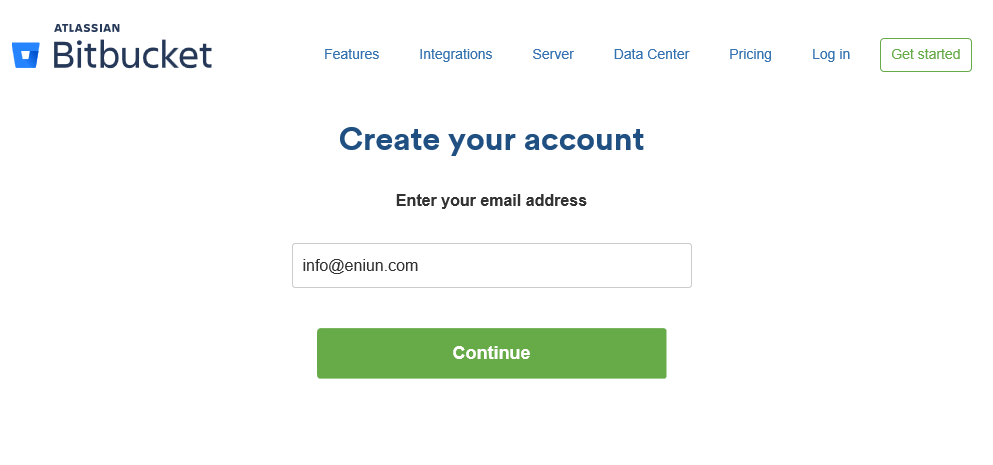 ATLASSIAN
Bitbucket
Features Integrations Server Data Center Pricing Log in Get started
Create your account
Enter your email address
info@eniun.com
Continue